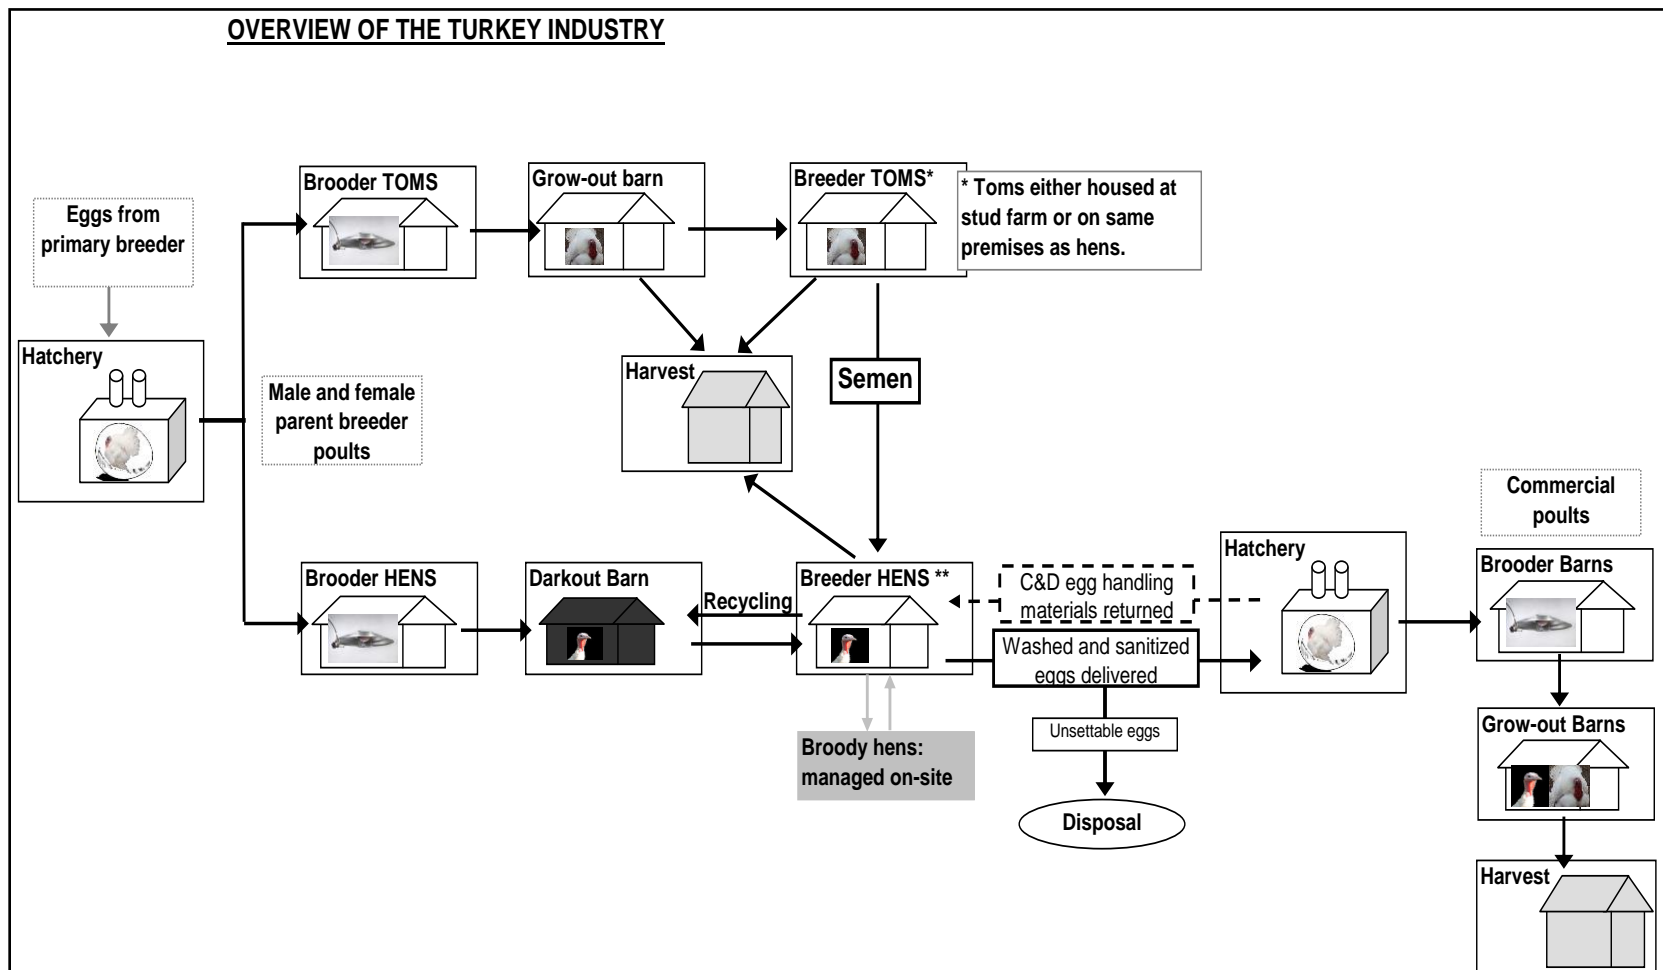 OVERVIEW OF THE TURKEY INDUSTRY
Eggs from
primary breeder
Hatchery
Male and female
parent breeder
poults
Brooder TOMS
Grow-out barn
Breeder TOMS*
* Toms either housed at
stud farm or on same
premises as hens.
Harvest
Semen
Brooder HENS
Darkout Barn
Recycling
Breeder HENS **
C&D egg handling
materials returned
Washed and sanitized
eggs delivered
Unsettable eggs
Disposal
Broody hens:
managed on-site
Hatchery
Commercial
poults
Brooder Barns
Grow-out Barns
Harvest